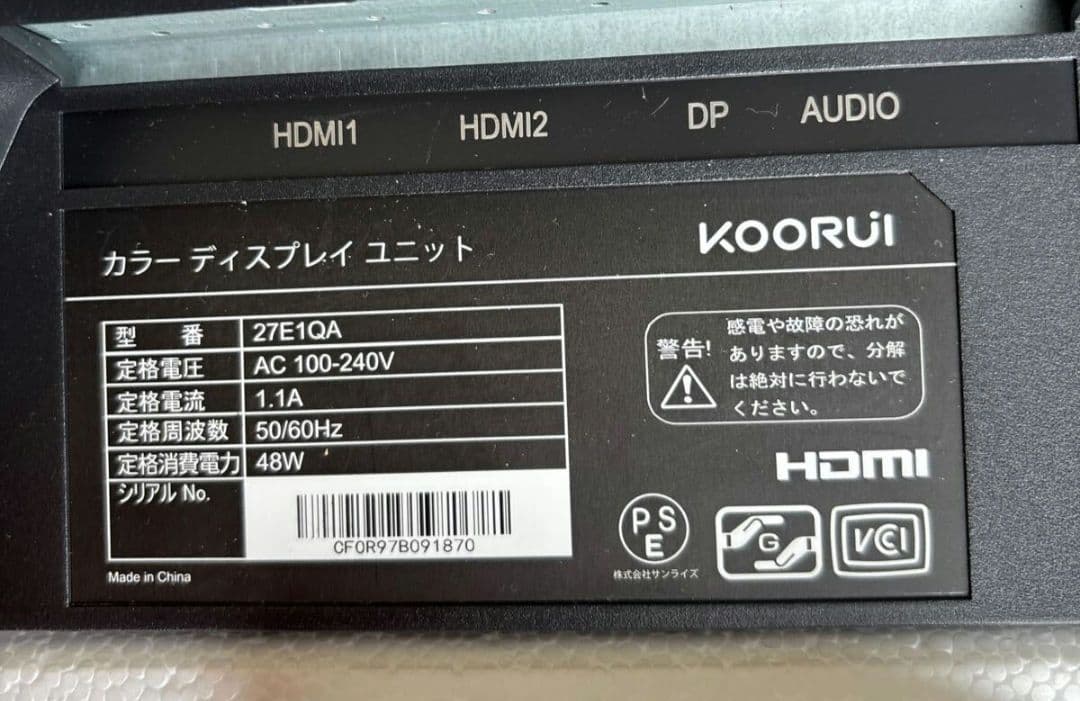 HDMI1 HDMI2 DP AUDIO
カラー ディスプレイ ユニット
KOORUI
型 番 27E1QA
定格電圧 AC 100-240V
定格電流 1.1A
定格周波数 50/60Hz
定格消費電力 48W
シリアル No.
CF0R97B091870
Made in China
警告!
感電や故障の恐れが
ありますので、分解
は絶対に行わないで
ください。
HDMI
PS
E
株式会社サンライズ
G
VCCI